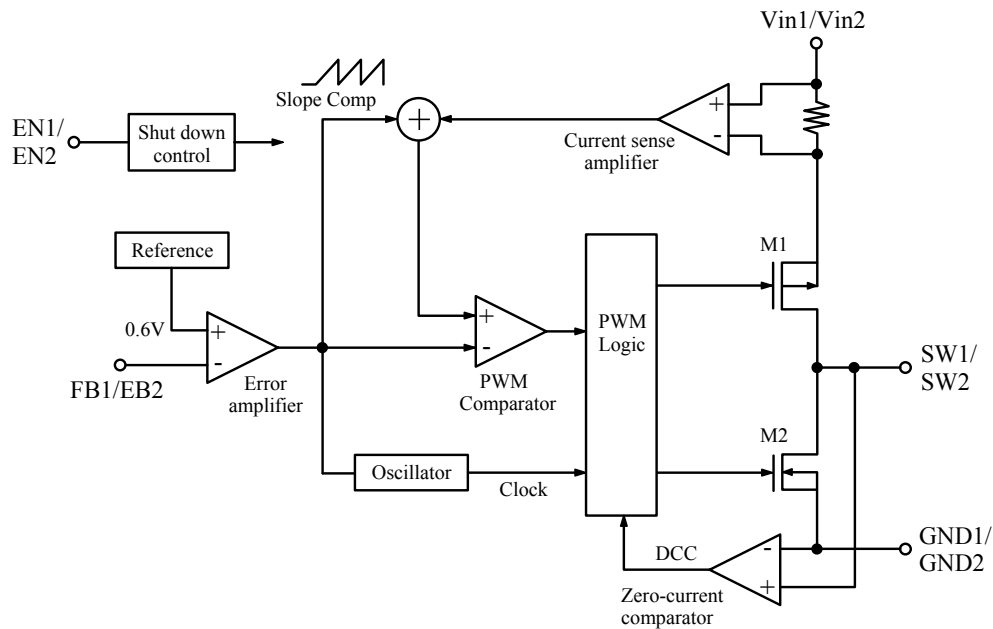 Vin1/Vin2
Slope Comp
EN1/
EN2
Shut down
control
+
+
-
Current sense
amplifier
Reference
M1
0.6V
+
-
FB1/EB2
Error
amplifier
+
-
PWM
Comparator
PWM
Logic
SW1/
SW2
M2
Oscillator
Clock
DCC
-
+
Zero-current
comparator
GND1/
GND2